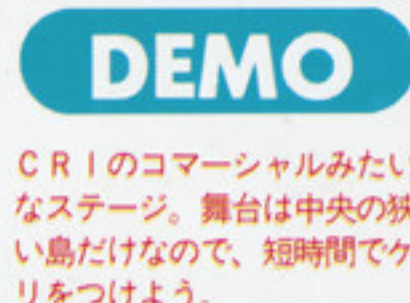 DEMO
CRIのコマーシャルみたい
なステージ。舞台は中央の狭
い島だけなので、短時間でケ
リをつけよう。